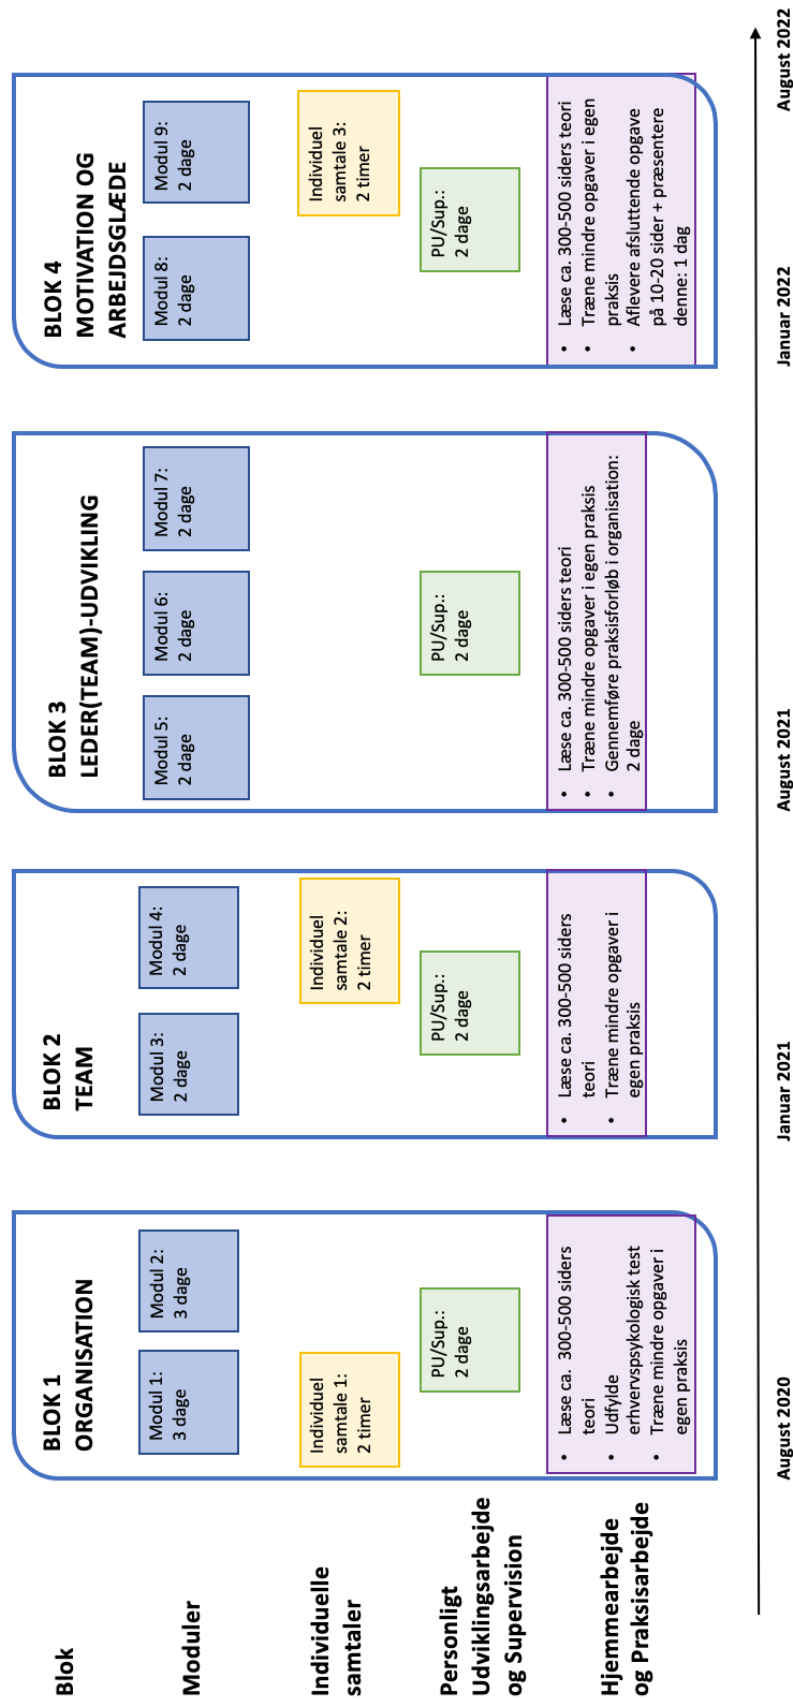 Blok
Moduler
Individuelle
samtaler
Personligt
Udviklingsarbejde
og Supervision
Hjemmearbejde
og Praksisarbejde
BLOK 1
ORGANISATION
Modul 1:
3 dage
Modul 2:
3 dage
Individuel
samtale 1:
2 timer
PU/Sup.:
2 dage
• Læse ca. 300-500 siders
teori
• Udfylde
erhvervspsykologisk test
• Træne mindre opgaver i
egen praksis
BLOK 2
TEAM
Modul 3:
2 dage
Modul 4:
2 dage
Individuel
samtale 2:
2 timer
PU/Sup.:
2 dage
• Læse ca. 300-500 siders
teori
• Træne mindre opgaver i
egen praksis
BLOK 3
LEDER(TEAM)-UDVIKLING
Modul 5:
2 dage
Modul 6:
2 dage
Modul 7:
2 dage
PU/Sup.:
2 dage
• Læse ca. 300-500 siders teori
• Træne mindre opgaver i egen praksis
• Gennemføre praksisforløb i organisation:
2 dage
BLOK 4
MOTIVATION OG
ARBEJDSGLÆDE
Modul 8:
2 dage
Modul 9:
2 dage
Individuel
samtale 3:
2 timer
PU/Sup.:
2 dage
• Læse ca. 300-500 siders teori
• Træne mindre opgaver i egen
praksis
• Aflevere afsluttende opgave
på 10-20 sider + præsentere
denne: 1 dag
August 2020
Januar 2021
August 2021
Januar 2022
August 2022